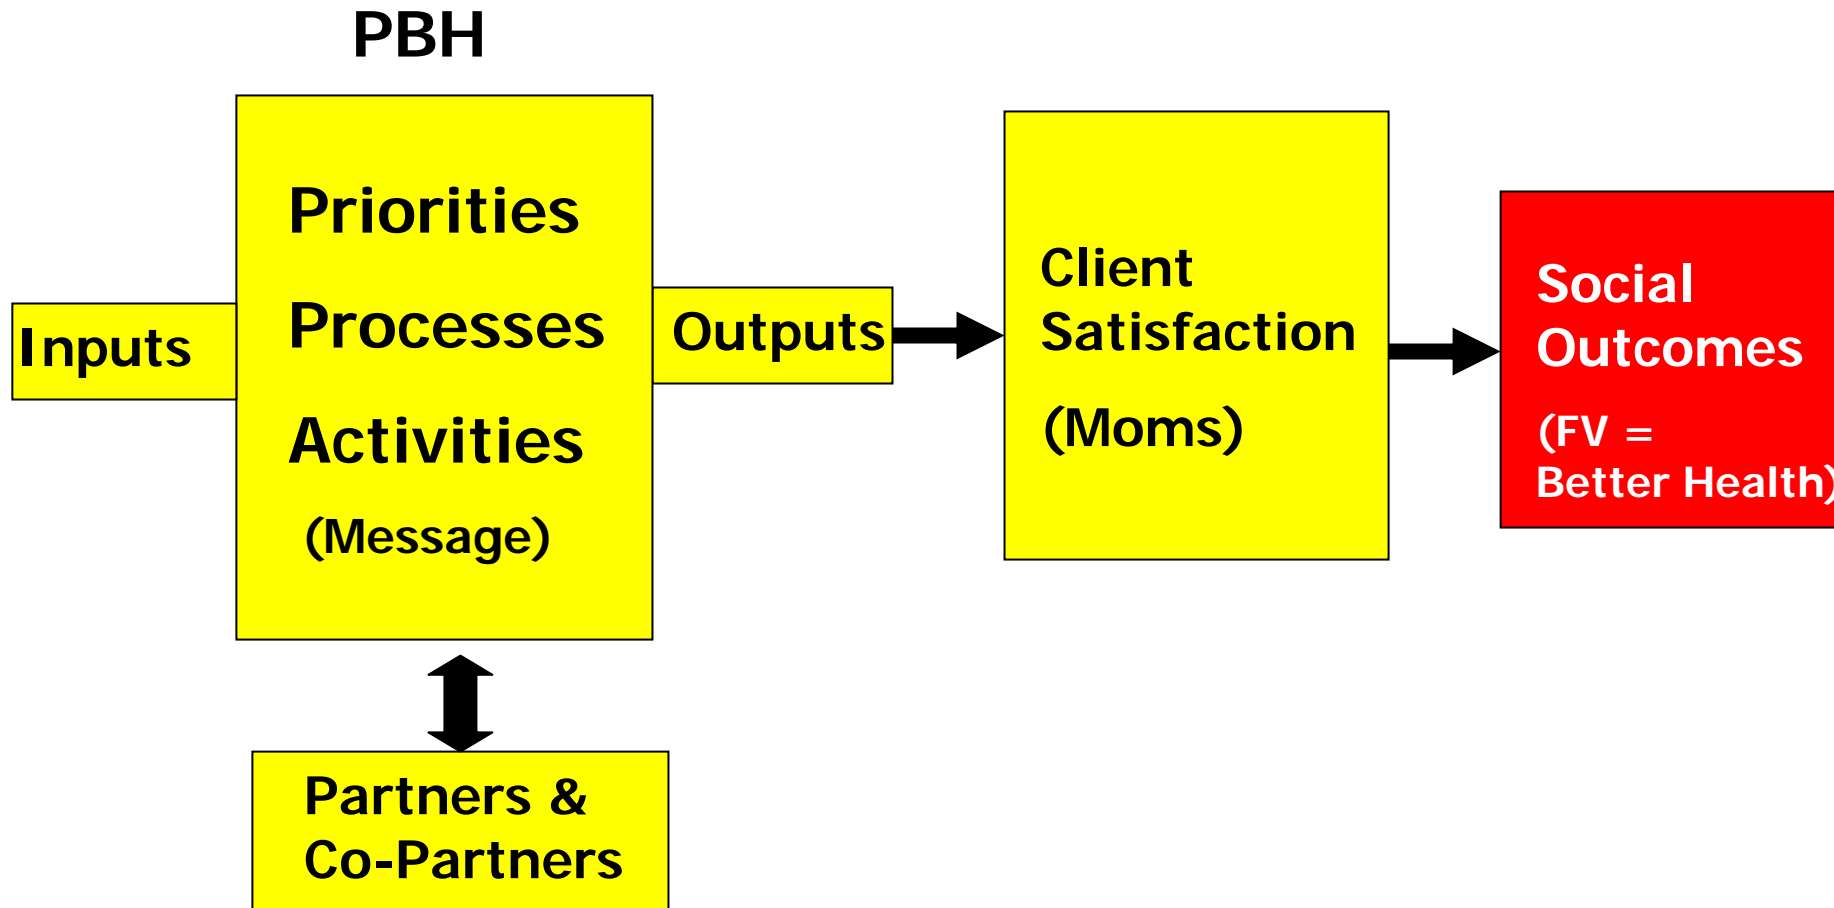 PBH
Inputs
Priorities
Processes
Activities
(Message)
Outputs
Client
Satisfaction
(Moms)
Social
Outcomes
(FV =
Better Health)
Partners &
Co-Partners